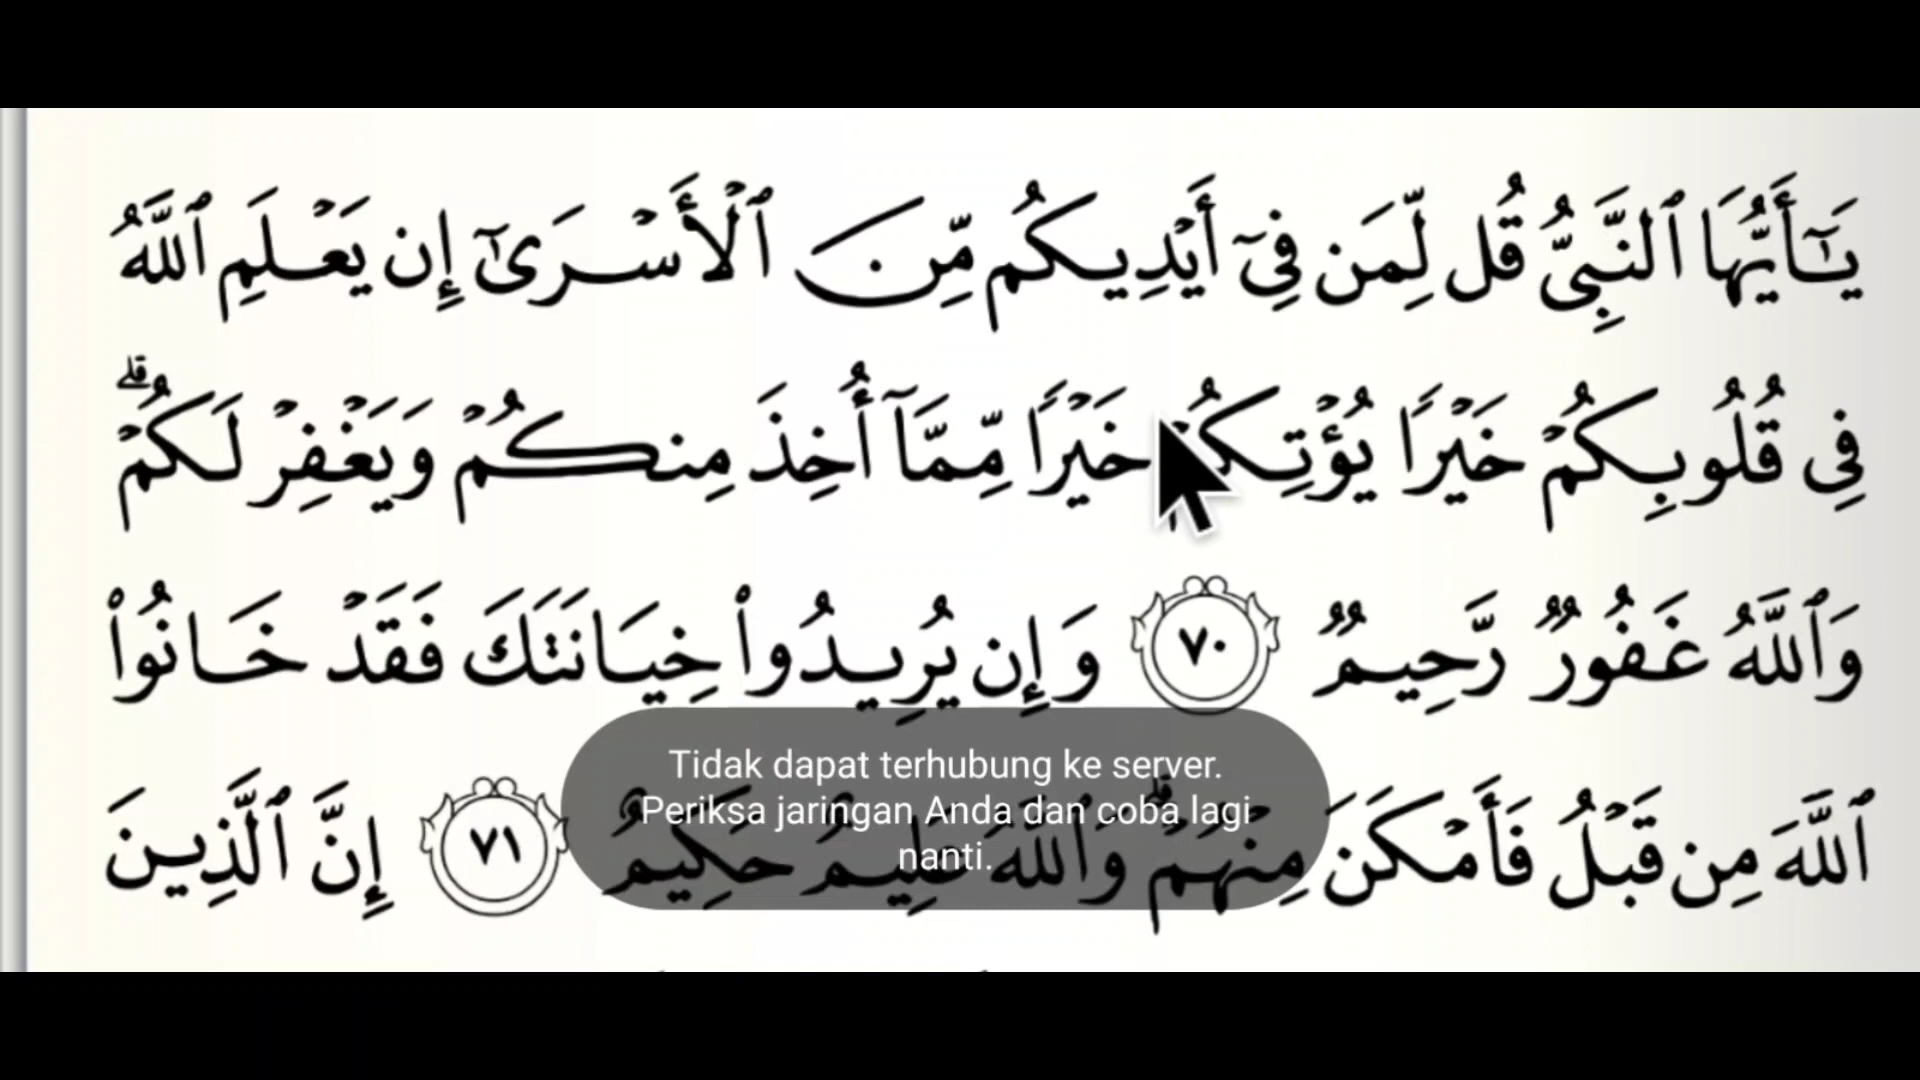 يَـٰٓأَيُّهَا ٱلنَّبِىُّ قُل لِّمَن فِىٓ أَيْدِيكُم مِّنَ ٱلْأَسْرَىٰٓ إِن يَعْلَمِ ٱللَّهُ
فِى قُلُوبِكُمْ خَيْرًا يُؤْتِكُمْ خَيْرًا مِّمَّآ أُخِذَ مِنكُمْ وَيَغْفِرْ لَكُمْ ۗ
وَٱللَّهُ غَفُورٌ رَّحِيمٌ ٧٠ وَإِن يُرِيدُوا۟ خِيَانَتَكَ فَقَدْ خَانُوا۟
ٱللَّهَ مِن قَبْلُ فَأَمْكَنَ مِنْهُمْ ۗ وَٱللَّهُ عَلِيمٌ حَكِيمٌ ٧١ إِنَّ ٱلَّذِينَ
Tidak dapat terhubung ke server.
Periksa jaringan Anda dan coba lagi
nanti.